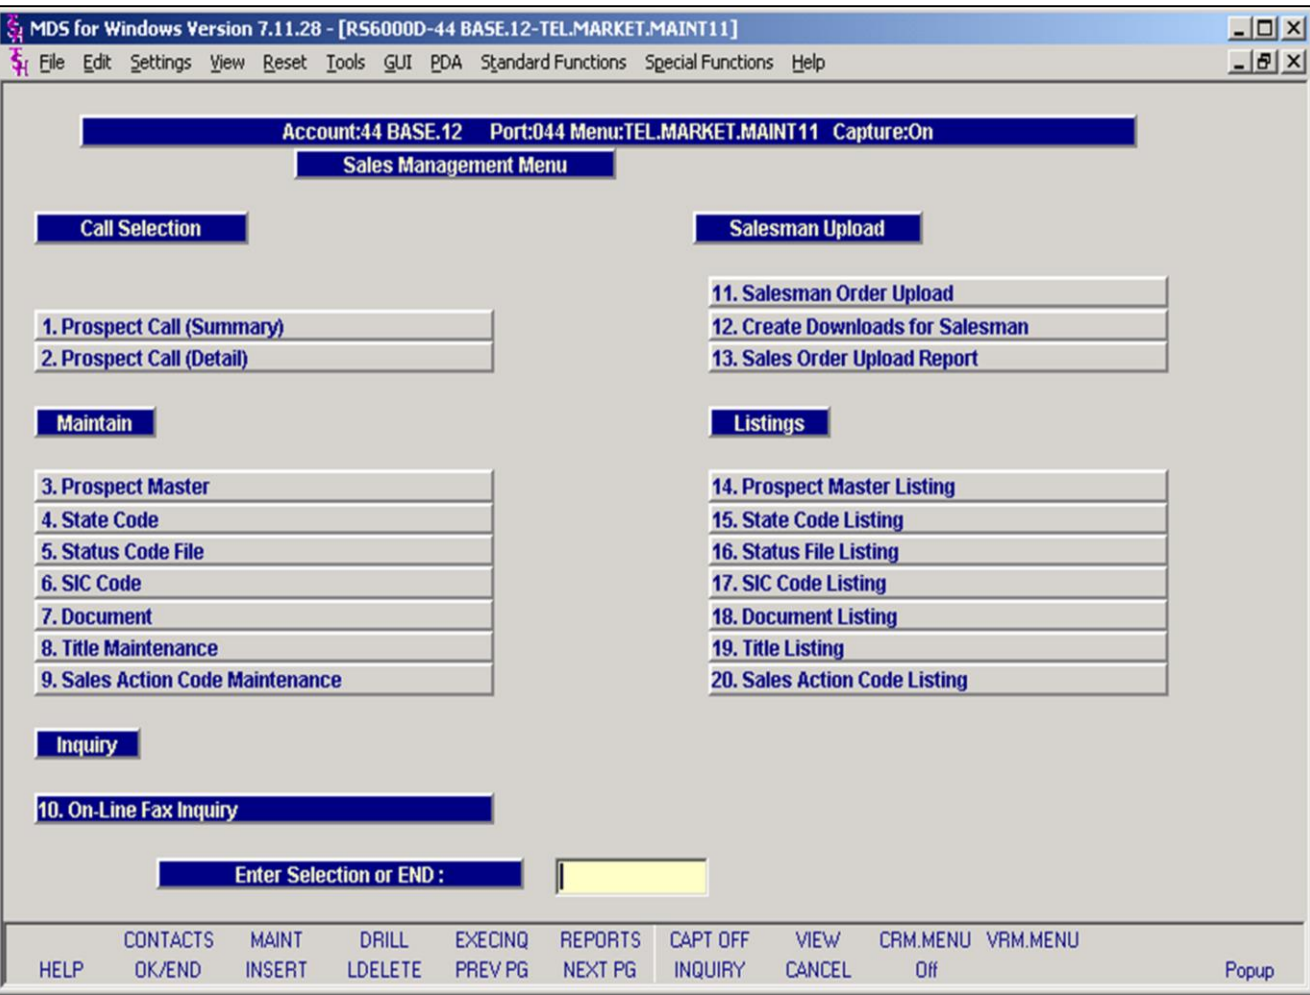 MDS for Windows Version 7.11.28 - [RS6000D-44 BASE.12-TEL.MARKET.MAINT11]
File Edit Settings View Reset Tools GUI PDA Standard Functions Special Functions Help
Account:44 BASE.12 Port:044 Menu:TEL.MARKET.MAINT11 Capture:On
Sales Management Menu
Call Selection
1. Prospect Call (Summary)
2. Prospect Call (Detail)
Maintain
3. Prospect Master
4. State Code
5. Status Code File
6. SIC Code
7. Document
8. Title Maintenance
9. Sales Action Code Maintenance
Inquiry
10. On-Line Fax Inquiry
Salesman Upload
11. Salesman Order Upload
12. Create Downloads for Salesman
13. Sales Order Upload Report
Listings
14. Prospect Master Listing
15. State Code Listing
16. Status File Listing
17. SIC Code Listing
18. Document Listing
19. Title Listing
20. Sales Action Code Listing
Enter Selection or END :
CONTACTS MAINT DRILL EXECINQ REPORTS CAPT OFF VIEW CRM.MENU VRM.MENU
HELP OK/END INSERT LDELETE PREV PG NEXT PG INQUIRY CANCEL Off Popup